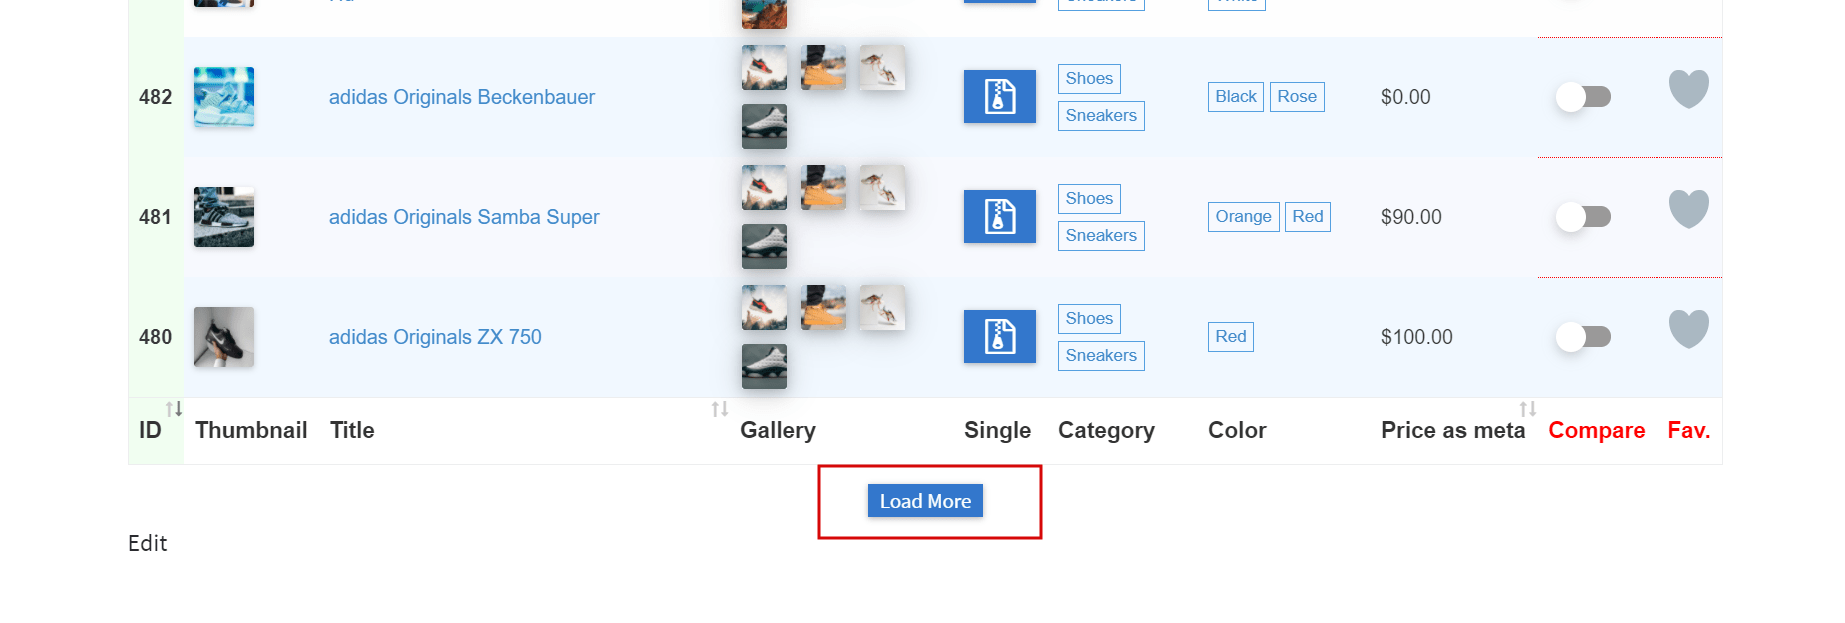 482 adidas Originals Beckenbauer Shoes Sneakers Black Rose $0.00
481 adidas Originals Samba Super Shoes Sneakers Orange Red $90.00
480 adidas Originals ZX 750 Shoes Sneakers Red $100.00
ID Thumbnail Title Gallery Single Category Color Price as meta Compare Fav.
Load More
Edit